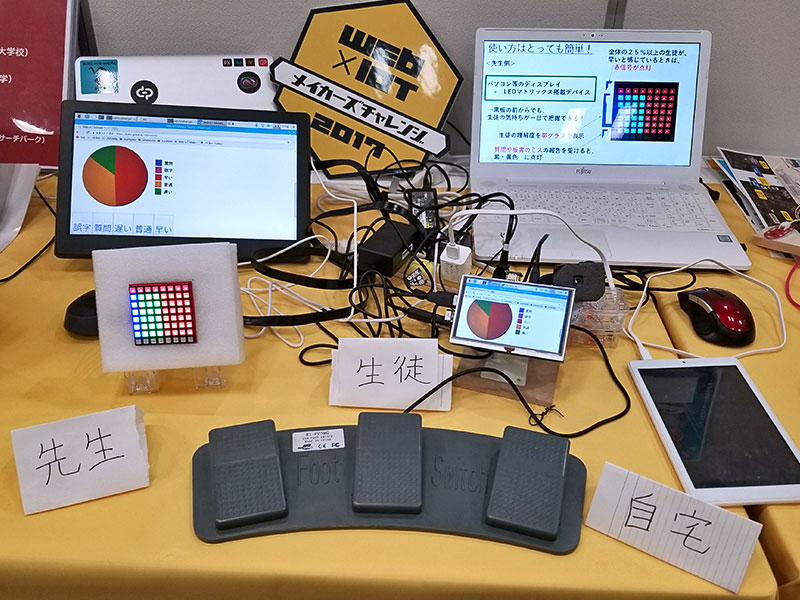 大学校）
学）
サーチパーク）
Web
×IoT
メイカーズチャレンジ
2017
使い方はとっても簡単！
<先生側>
パソコン等のディスプレイ
+ LEDマトリックス搭載デバイス
全体の２５％以上の生徒が、
早いと感じているときは、
赤信号が点灯
黒板の前からでも、
生徒の気持ちが一目で把握できる！
生徒の理解度を帯グラフで表示
質問や板書のミスの報告を受けると、
紫・黄色 に点灯
FUJITSU
質問
誤字
早い
普通
遅い
誤字 質問 遅い 普通 早い
生徒
先生
Foot Switch
自宅